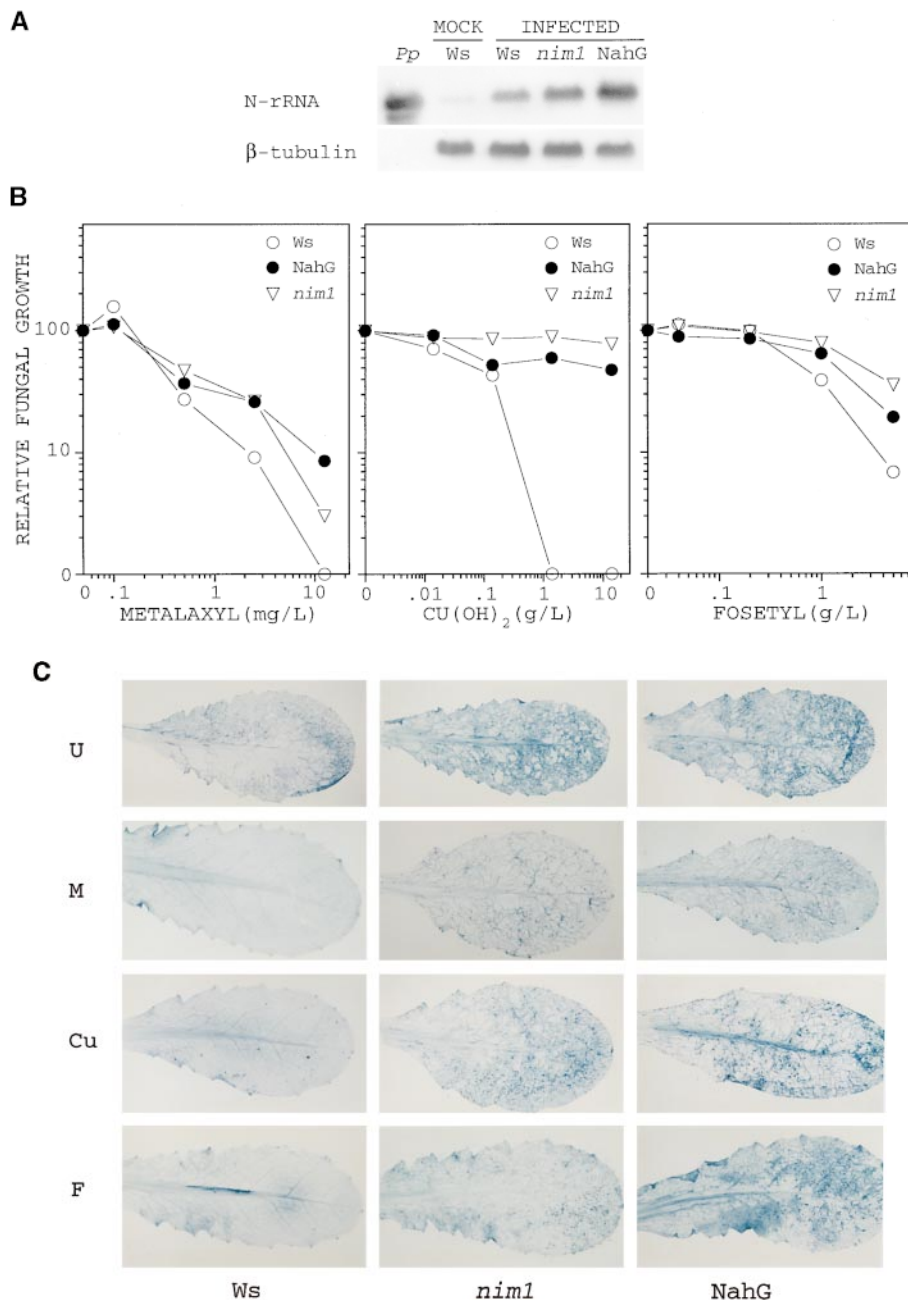 A
MOCK INFECTED
Pp Ws Ws nim1 NahG
N-rRNA
β-tubulin
B
RELATIVE FUNGAL GROWTH
100
10
0
Ws
NahG
nim1
0 .1 1 10
METALAXYL(mg/L)
Ws
NahG
nim1
0 .01 0.1 1 10
CU(OH)2(g/L)
Ws
NahG
nim1
0 .1 1
FOSETYL(g/L)
C
U
M
Cu
F
Ws nim1 NahG